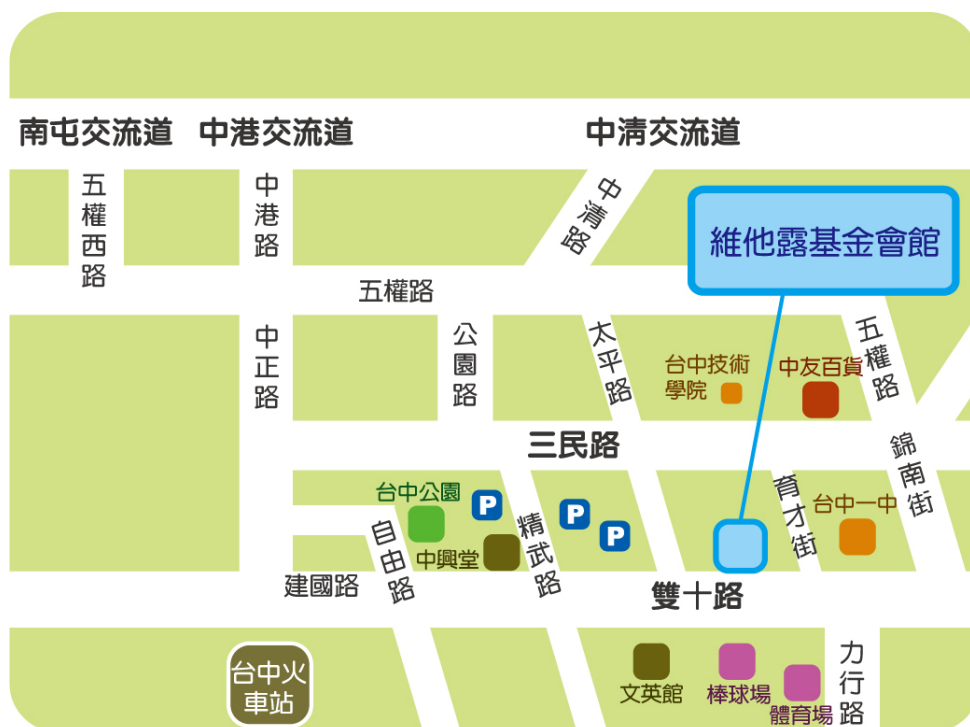 南屯交流道
中港交流道
中清交流道
五權西路
中港路
中清路
維他露基金會館
五權路
中正路
公園路
太平路
台中技術
學院
中友百貨
五權路
三民路
錦南街
台中公園
P
P
P
精武路
育才街
台中一中
自由路
中興堂
建國路
雙十路
台中火
車站
文英館
棒球場
體育場
力行路